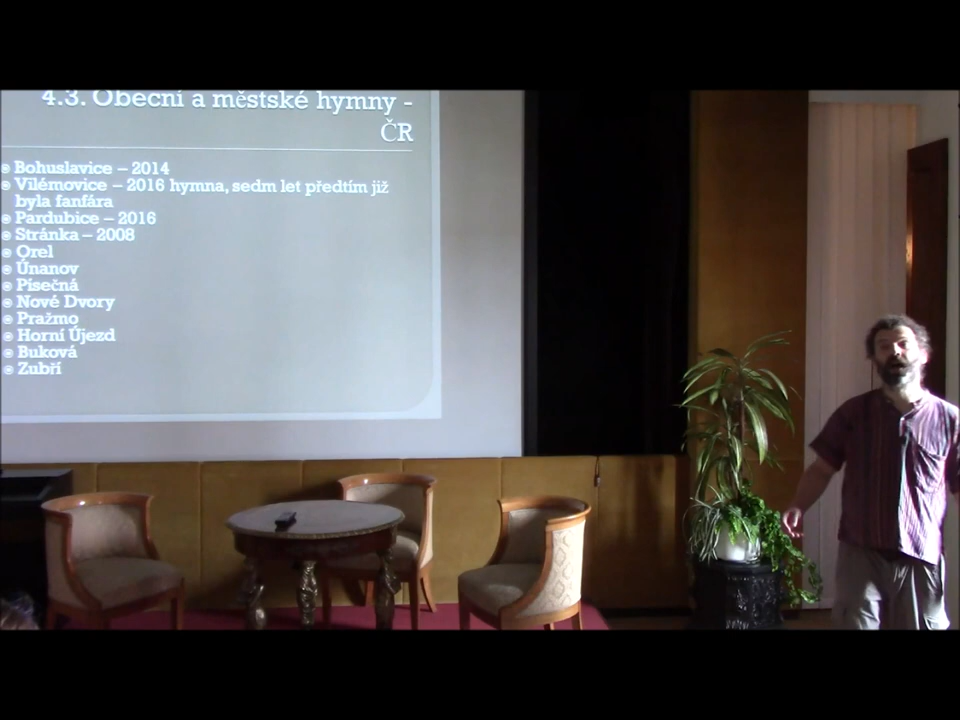 4.3. Obecní a městské hymny -
ČR
Bohuslavice – 2014
Vilémovice – 2016 hymna, sedm let předtím již
byla fanfára
Pardubice – 2016
Stránka – 2008
Orel
Únanov
Písečná
Nové Dvory
Pražmo
Horní Újezd
Buková
Zubří